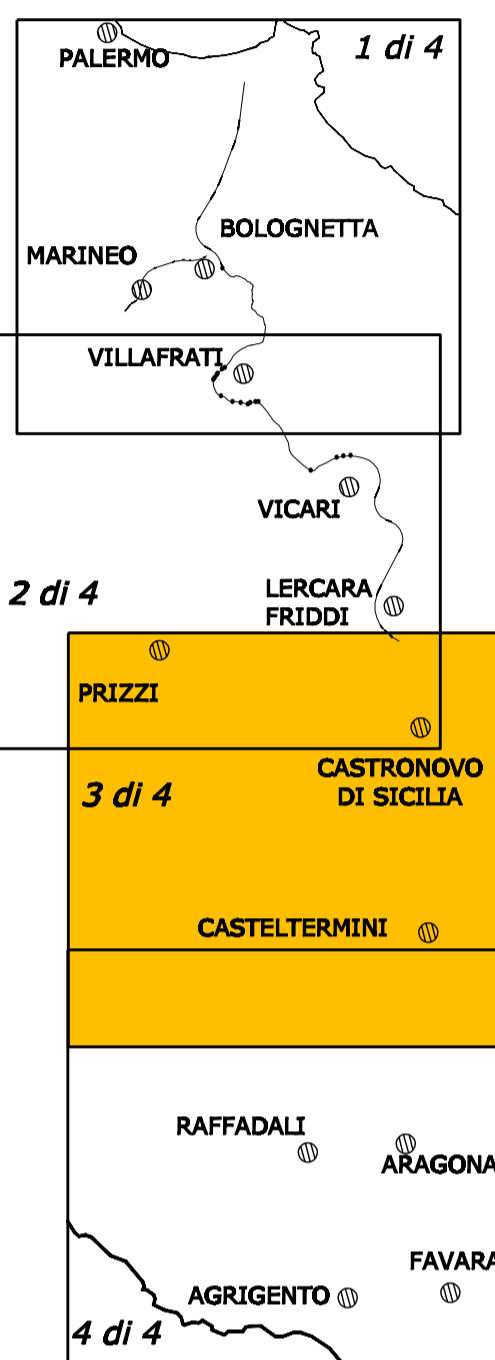 1 di 4
PALERMO
BOLOGNETTA
MARINEO
VILLAFRATI
VICARI
2 di 4
LERCARA
FRIDDI
PRIZZI
CASTRONOVO
DI SICILIA
3 di 4
CASTELTERMINI
RAFFADALI
ARAGONA
FAVARA
AGRIGENTO
4 di 4